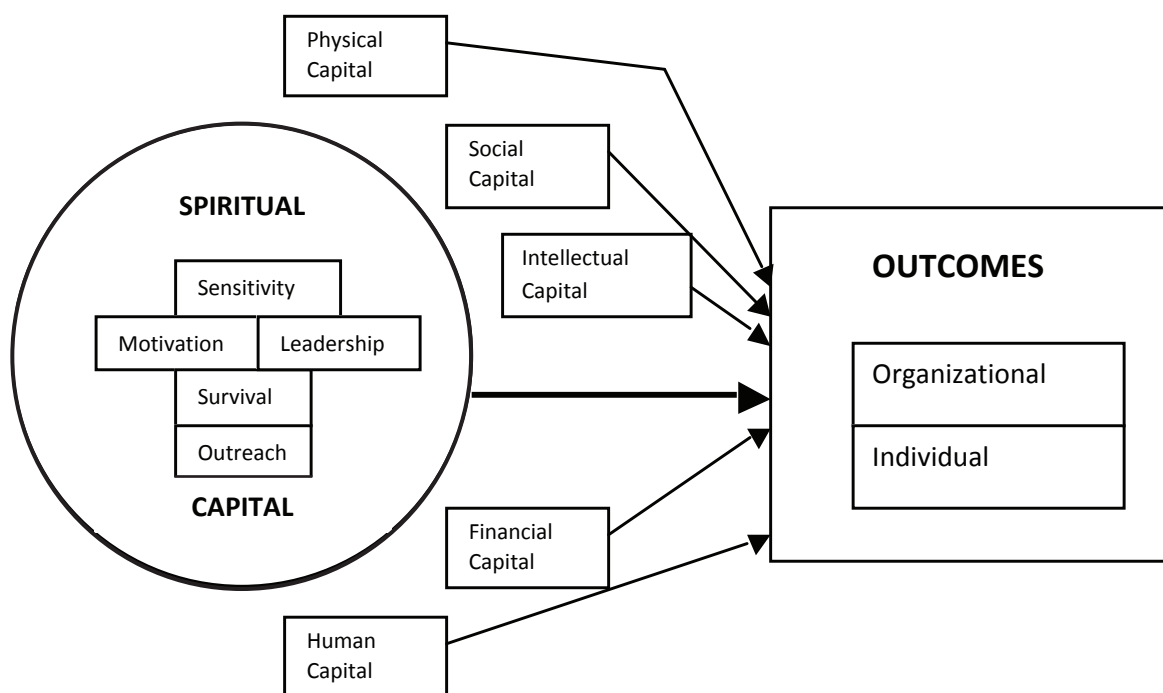 Physical
Capital
Social
Capital
SPIRITUAL
Intellectual
Capital
OUTCOMES
Sensitivity
Motivation
Leadership
Organizational
Survival
Individual
Outreach
CAPITAL
Financial
Capital
Human
Capital